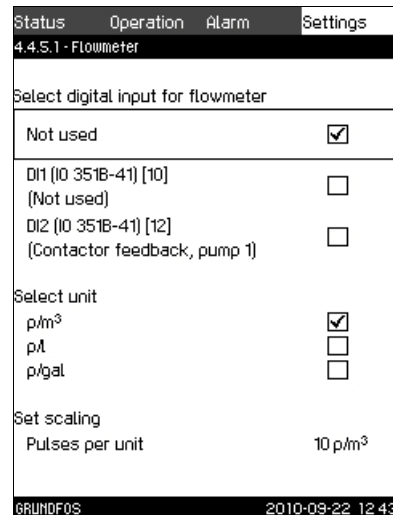 Status Operation Alarm Settings
4.4.5.1 - Flowmeter
Select digital input for flowmeter
Not used
DI1 (IO 351B-41) [10]
(Not used)
DI2 (IO 351B-41) [12]
(Contactor feedback, pump 1)
Select unit
p/m³
p/l
p/gal
Set scaling
Pulses per unit 10 p/m³
GRUNDFOS 2010-09-22 12:43